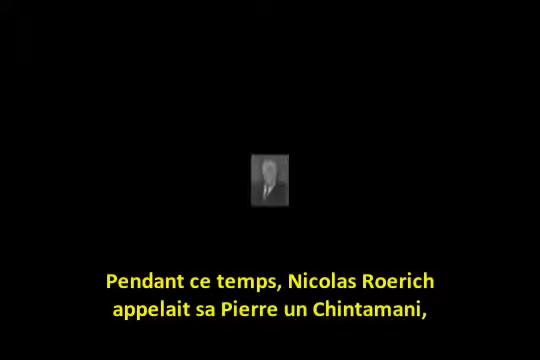 Pendant ce temps, Nicolas Roerich
appelait sa Pierre un Chintamani,